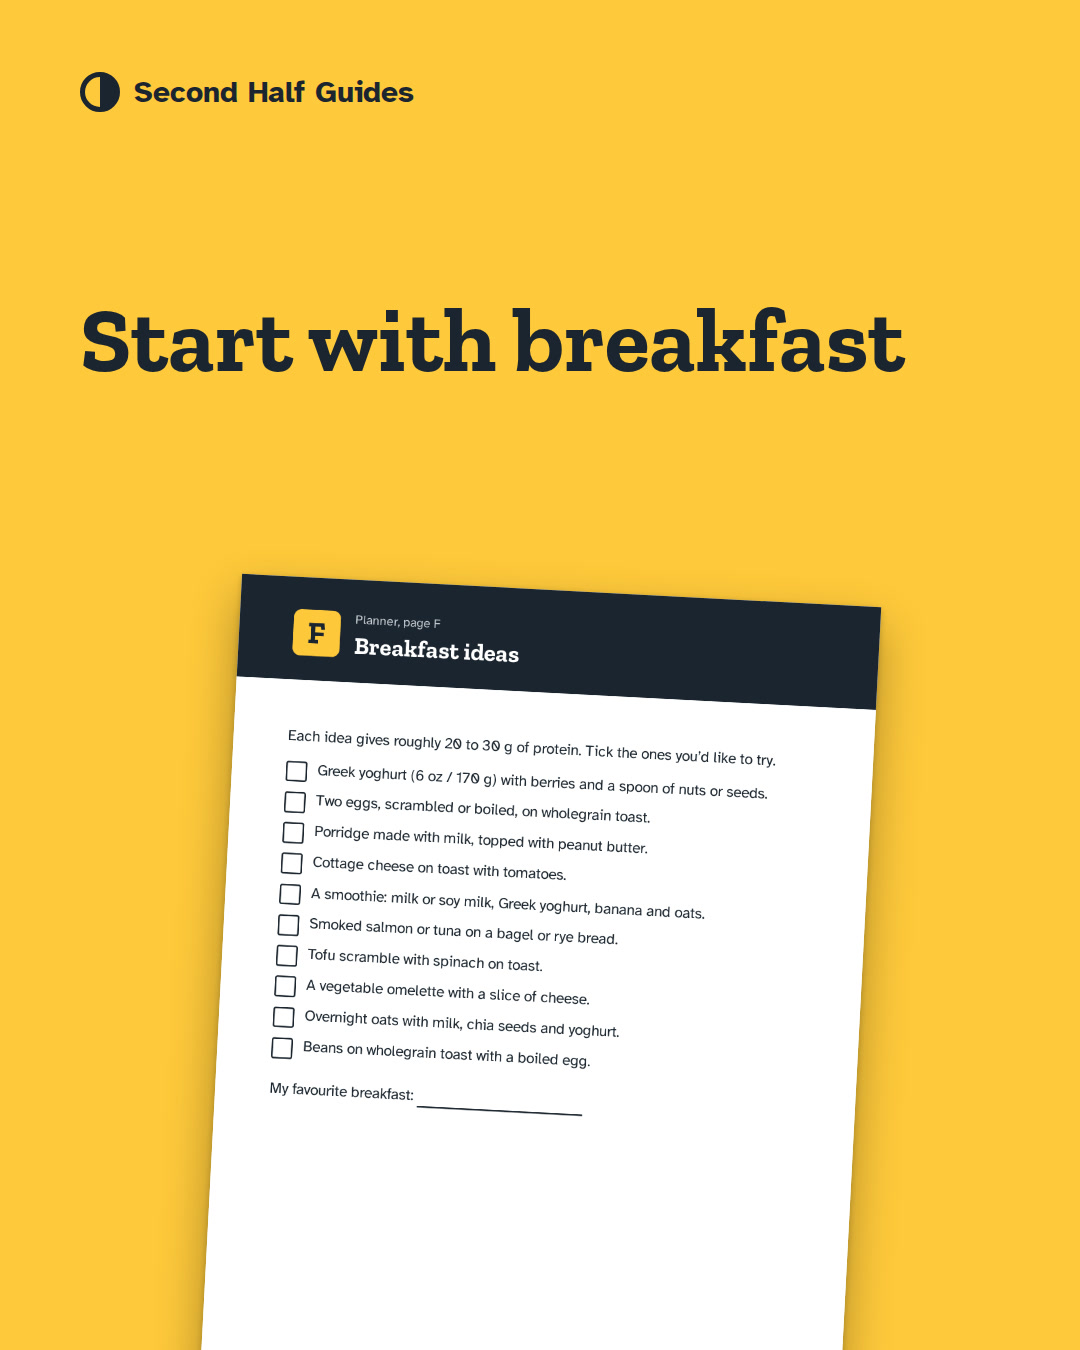 Second Half Guides
Start with breakfast
F
Planner, page F
Breakfast ideas
Each idea gives roughly 20 to 30 g of protein. Tick the ones you’d like to try.
Greek yoghurt (6 oz / 170 g) with berries and a spoon of nuts or seeds.
Two eggs, scrambled or boiled, on wholegrain toast.
Porridge made with milk, topped with peanut butter.
Cottage cheese on toast with tomatoes.
A smoothie: milk or soy milk, Greek yoghurt, banana and oats.
Smoked salmon or tuna on a bagel or rye bread.
Tofu scramble with spinach on toast.
A vegetable omelette with a slice of cheese.
Overnight oats with milk, chia seeds and yoghurt.
Beans on wholegrain toast with a boiled egg.
My favourite breakfast: